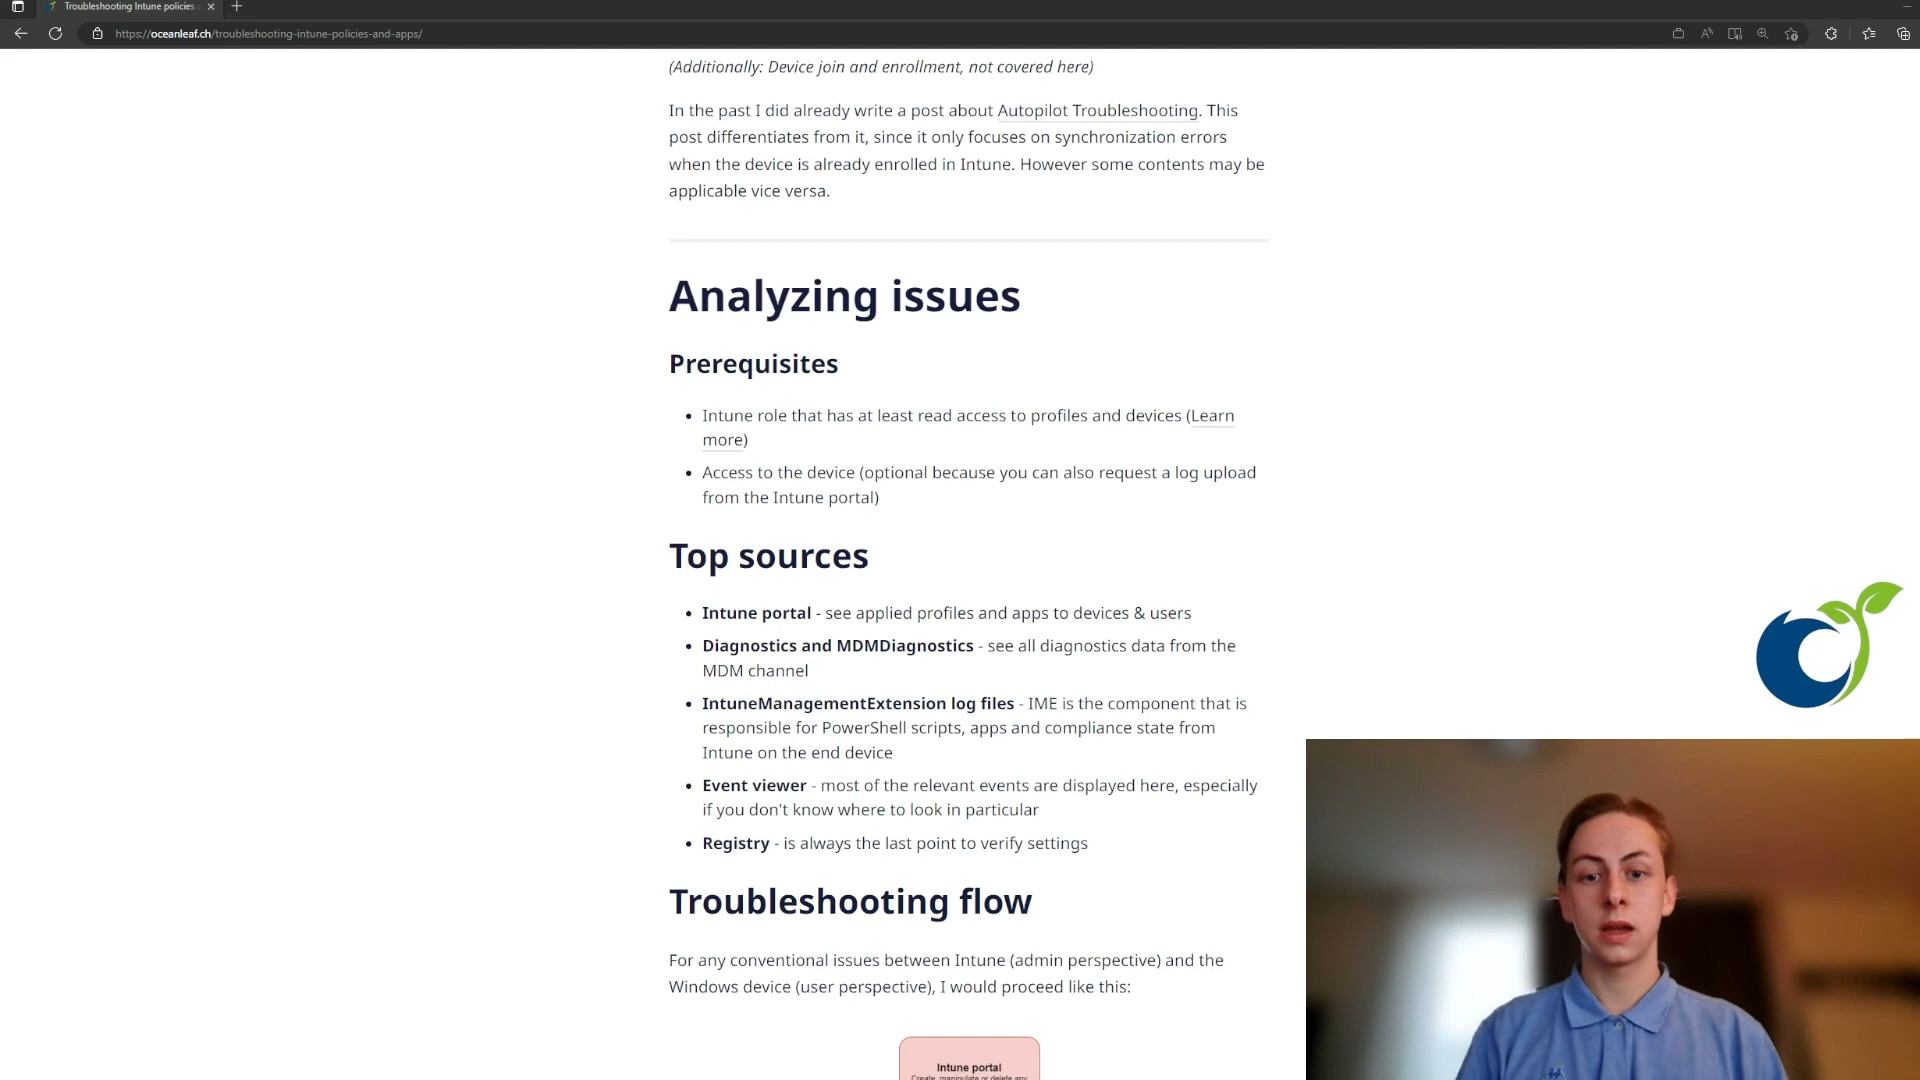 Troubleshooting Intune policies
https://oceanleaf.ch/troubleshooting-intune-policies-and-apps/
(Additionally: Device join and enrollment, not covered here)
In the past I did already write a post about Autopilot Troubleshooting. This
post differentiates from it, since it only focuses on synchronization errors
when the device is already enrolled in Intune. However some contents may be
applicable vice versa.
Analyzing issues
Prerequisites
• Intune role that has at least read access to profiles and devices (Learn
more)
• Access to the device (optional because you can also request a log upload
from the Intune portal)
Top sources
• Intune portal - see applied profiles and apps to devices & users
• Diagnostics and MDMDiagnostics - see all diagnostics data from the
MDM channel
• IntuneManagementExtension log files - IME is the component that is
responsible for PowerShell scripts, apps and compliance state from
Intune on the end device
• Event viewer - most of the relevant events are displayed here, especially
if you don't know where to look in particular
• Registry - is always the last point to verify settings
Troubleshooting flow
For any conventional issues between Intune (admin perspective) and the
Windows device (user perspective), I would proceed like this:
Intune portal
Create, manipulate or delete any